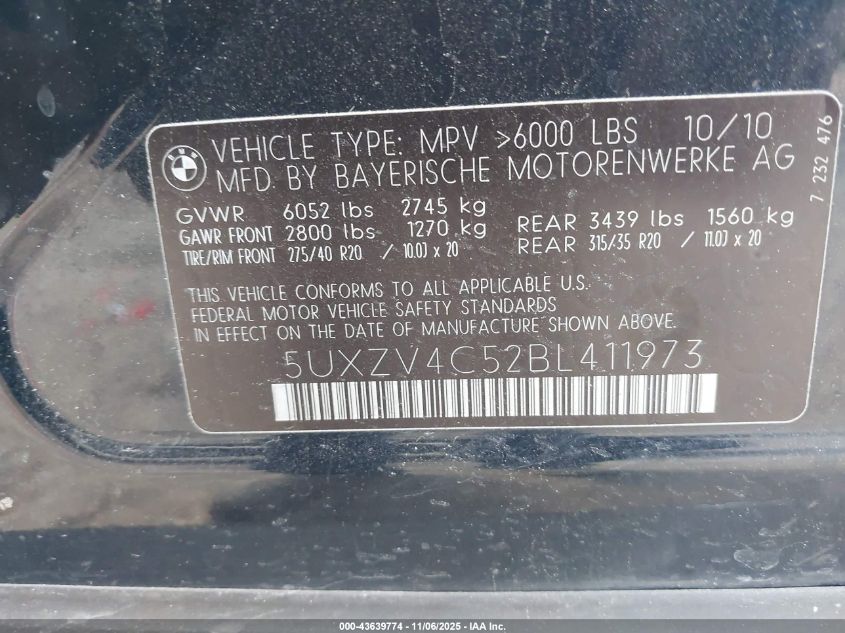 BMW
VEHICLE TYPE: MPV >6000 LBS 10/10
MFD BY BAYERISCHE MOTORENWERKE AG
GVWR 6052 lbs 2745 kg
GAWR FRONT 2800 lbs 1270 kg REAR 3439 lbs 1560 kg
TIRE/RIM FRONT 275/40 R20 / 10.0J x 20 REAR 315/35 R20 / 11.0J x 20
THIS VEHICLE CONFORMS TO ALL APPLICABLE U.S.
FEDERAL MOTOR VEHICLE SAFETY STANDARDS
IN EFFECT ON THE DATE OF MANUFACTURE SHOWN ABOVE.
5UXZV4C52BL411973
7 232 476
000-43639774 - 11/06/2025 - IAA Inc.